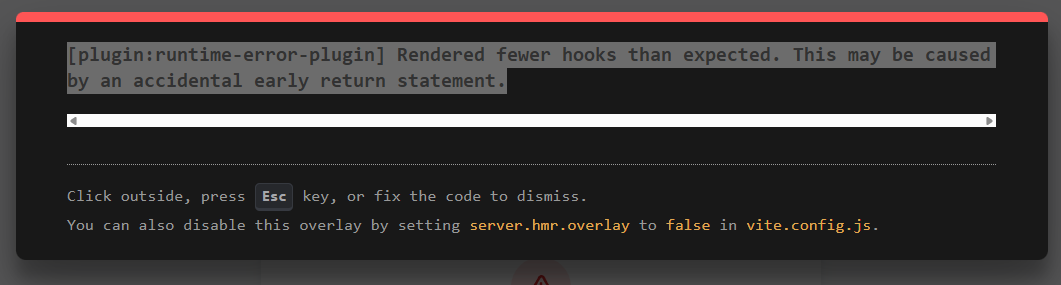 [plugin:runtime-error-plugin] Rendered fewer hooks than expected. This may be caused
by an accidental early return statement.
Click outside, press Esc key, or fix the code to dismiss.
You can also disable this overlay by setting server.hmr.overlay to false in vite.config.js.